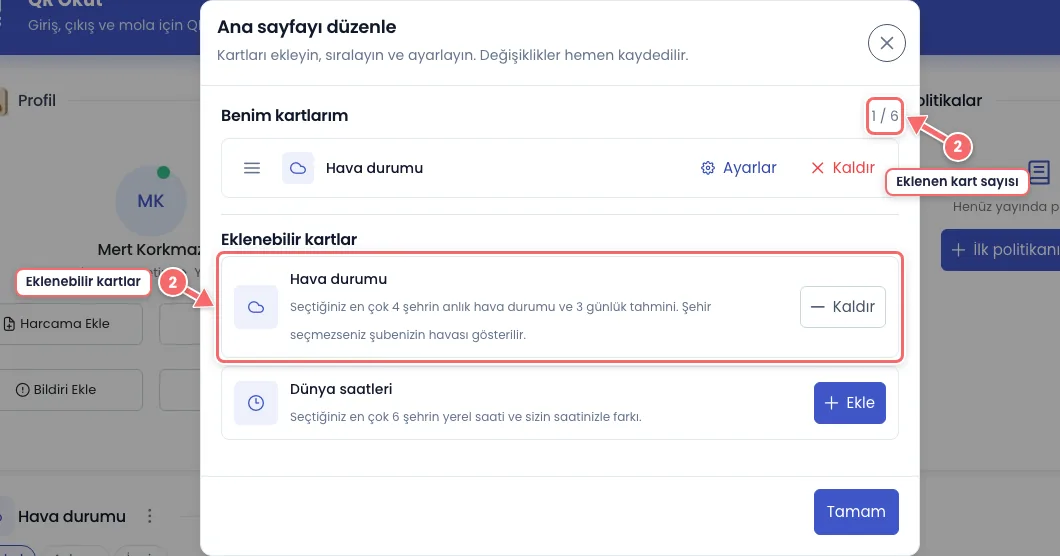 QR Okut
Giriş, çıkış ve mola için QR
Ana sayfayı düzenle
Kartları ekleyin, sıralayın ve ayarlayın. Değişiklikler hemen kaydedilir.
Profil
Benim kartlarım
1 / 6
2
Eklenen kart sayısı
Hava durumu
Ayarlar
Kaldır
MK
Mert Korkmaz
Henüz yayında p
İlk politikanı
Eklenebilir kartlar
Eklenebilir kartlar
2
Hava durumu
Seçtiğiniz en çok 4 şehrin anlık hava durumu ve 3 günlük tahmini. Şehir
seçmezseniz şubenizin havası gösterilir.
Kaldır
Harcama Ekle
Bildiri Ekle
Dünya saatleri
Seçtiğiniz en çok 6 şehrin yerel saati ve sizin saatinizle farkı.
Ekle
Tamam
Hava durumu